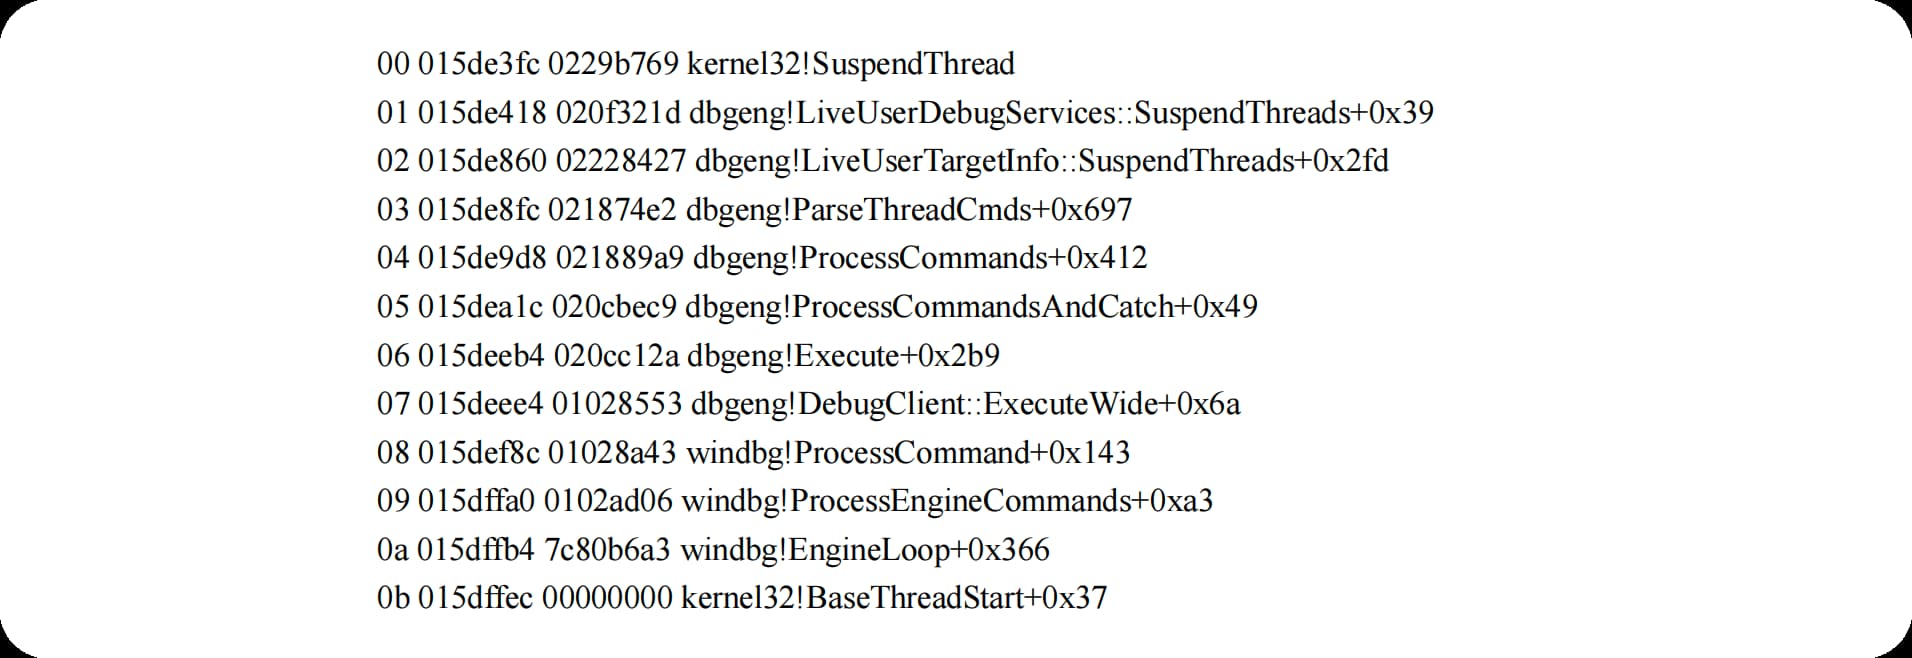 00 015de3fc 0229b769 kernel32!SuspendThread
01 015de418 020f321d dbgeng!LiveUserDebugServices::SuspendThreads+0x39
02 015de860 02228427 dbgeng!LiveUserTargetInfo::SuspendThreads+0x2fd
03 015de8fc 021874e2 dbgeng!ParseThreadCmds+0x697
04 015de9d8 021889a9 dbgeng!ProcessCommands+0x412
05 015dea1c 020cbec9 dbgeng!ProcessCommandsAndCatch+0x49
06 015deeb4 020cc12a dbgeng!Execute+0x2b9
07 015deee4 01028553 dbgeng!DebugClient::ExecuteWide+0x6a
08 015def8c 01028a43 windbg!ProcessCommand+0x143
09 015dffa0 0102ad06 windbg!ProcessEngineCommands+0xa3
0a 015dffb4 7c80b6a3 windbg!EngineLoop+0x366
0b 015dffec 00000000 kernel32!BaseThreadStart+0x37